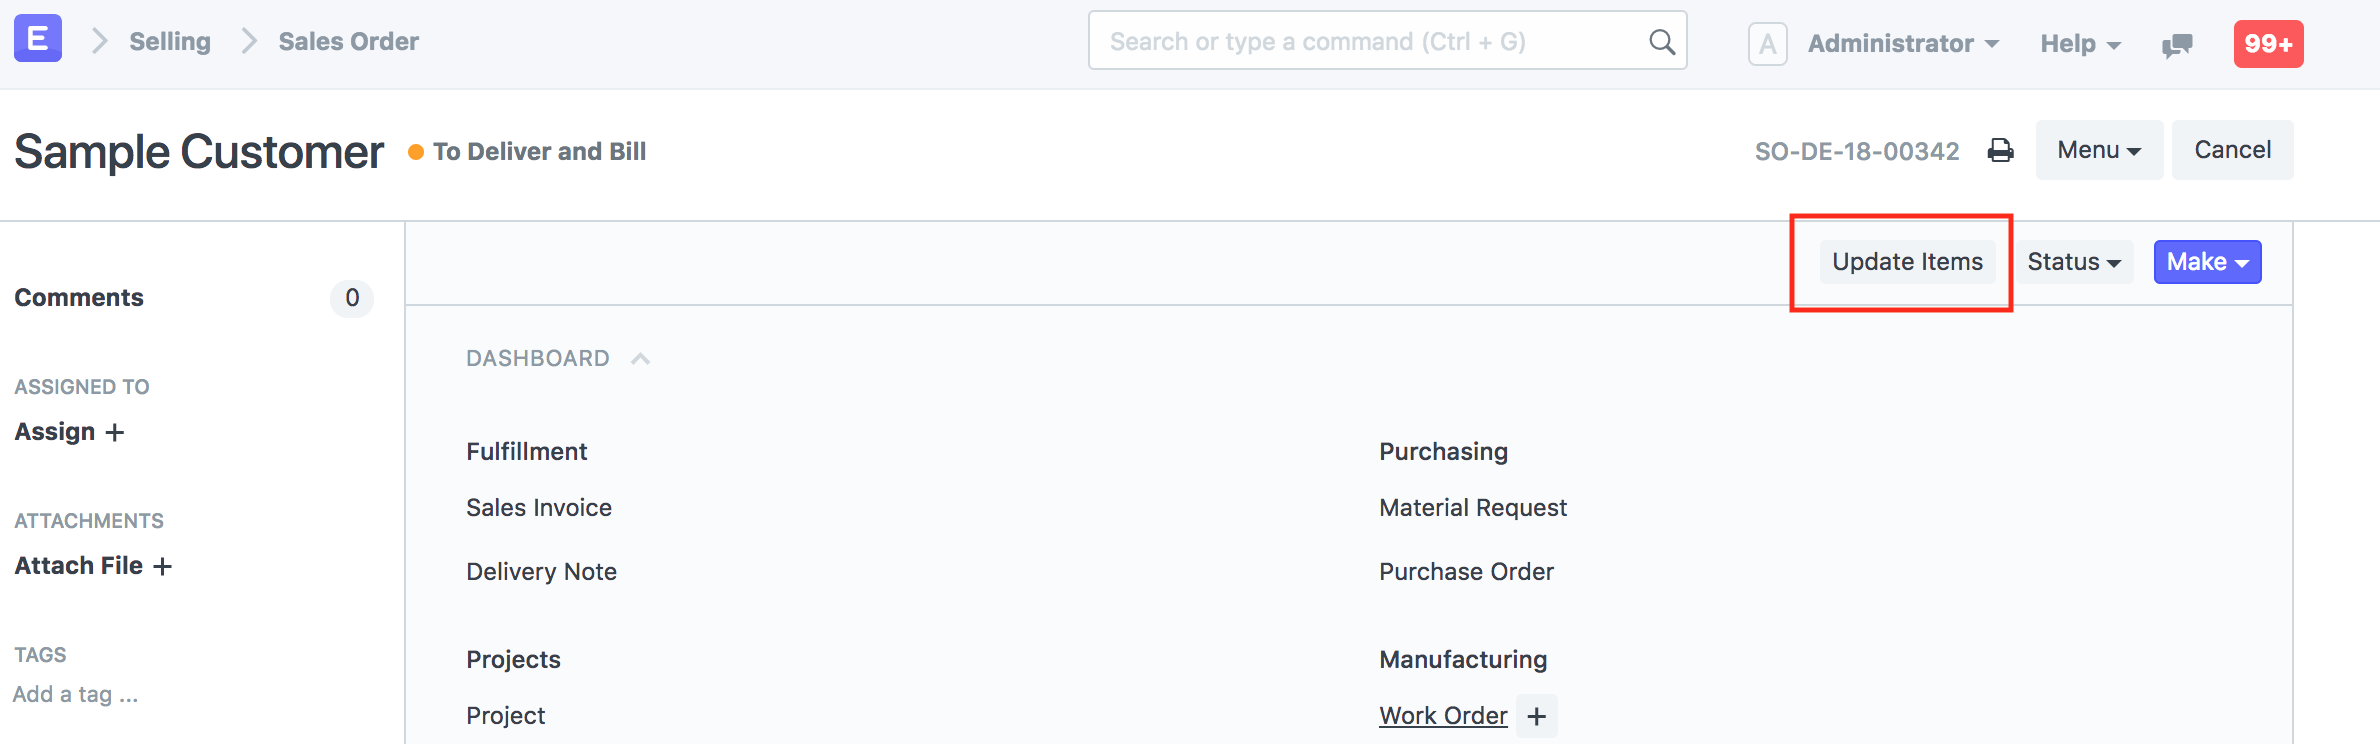 E Selling Sales Order Search or type a command (Ctrl + G) A Administrator Help 99+
Sample Customer To Deliver and Bill SO-DE-18-00342 Menu Cancel
Update Items Status Make
Comments 0
DASHBOARD
ASSIGNED TO
Assign +
Fulfillment Purchasing
Sales Invoice Material Request
ATTACHMENTS
Attach File +
Delivery Note Purchase Order
TAGS
Projects Manufacturing
Add a tag ...
Project Work Order +